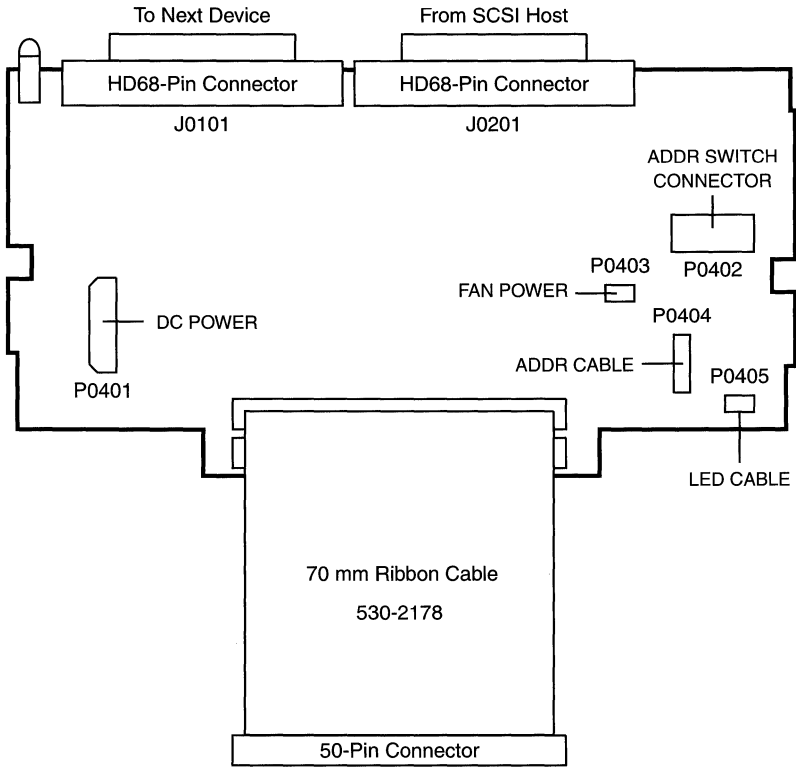 To Next Device
From SCSI Host
HD68-Pin Connector
HD68-Pin Connector
J0101
J0201
ADDR SWITCH
CONNECTOR
P0403
P0402
FAN POWER
P0404
DC POWER
ADDR CABLE
P0405
P0401
LED CABLE
70 mm Ribbon Cable
530-2178
50-Pin Connector